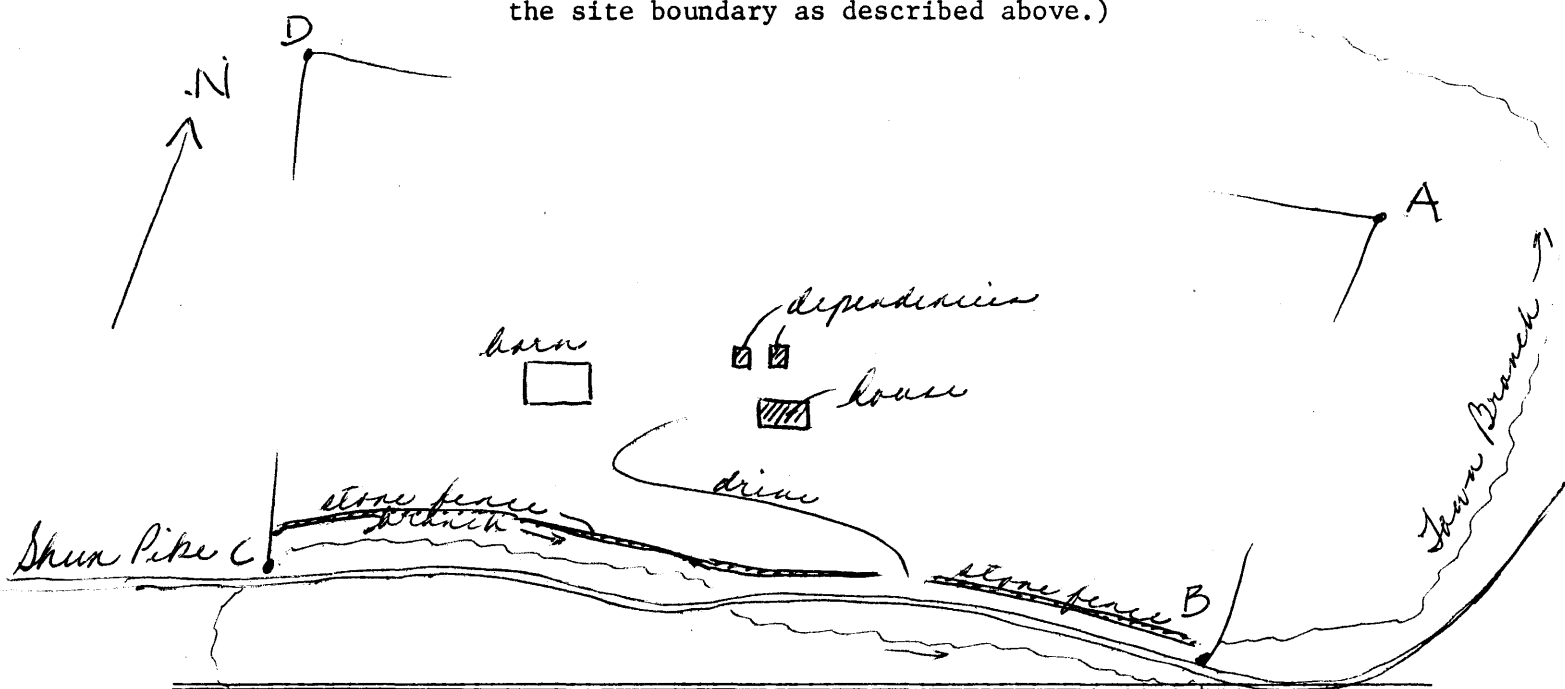 the site boundary as described above.)
D
N
A
dependencies
barn
house
drive
stone fence
branch
Shun Pike C
stone fence B
Town Branch